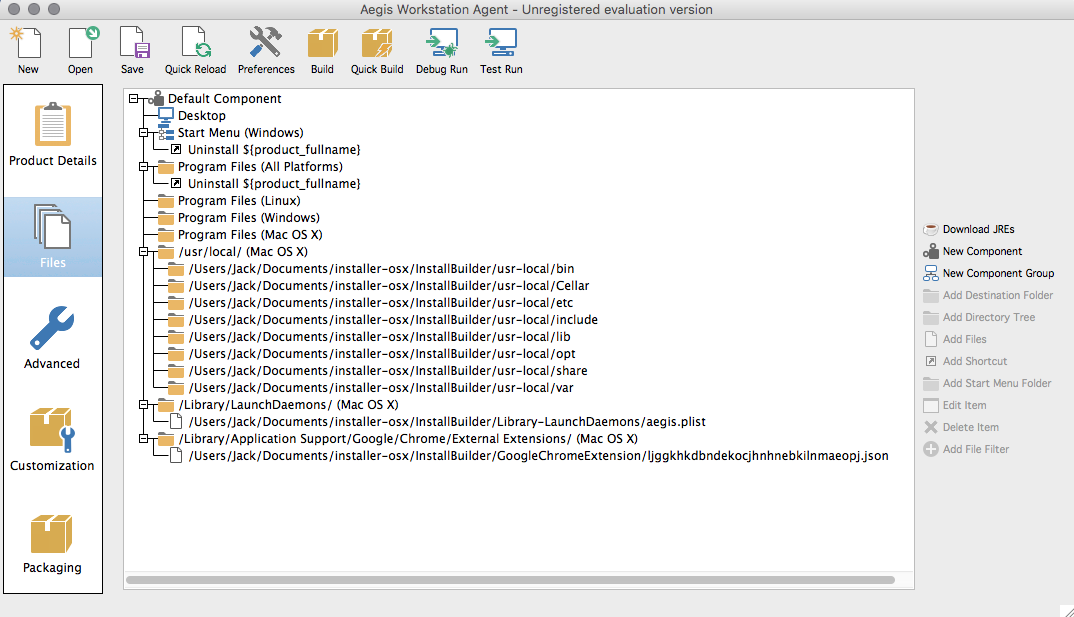 Aegis Workstation Agent - Unregistered evaluation version
New Open Save Quick Reload Preferences Build Quick Build Debug Run Test Run
Product Details
Files
Advanced
Customization
Packaging
Default Component
Desktop
Start Menu (Windows)
Uninstall ${product_fullname}
Program Files (All Platforms)
Uninstall ${product_fullname}
Program Files (Linux)
Program Files (Windows)
Program Files (Mac OS X)
/usr/local/ (Mac OS X)
/Users/Jack/Documents/installer-osx/InstallBuilder/usr-local/bin
/Users/Jack/Documents/installer-osx/InstallBuilder/usr-local/Cellar
/Users/Jack/Documents/installer-osx/InstallBuilder/usr-local/etc
/Users/Jack/Documents/installer-osx/InstallBuilder/usr-local/include
/Users/Jack/Documents/installer-osx/InstallBuilder/usr-local/lib
/Users/Jack/Documents/installer-osx/InstallBuilder/usr-local/opt
/Users/Jack/Documents/installer-osx/InstallBuilder/usr-local/share
/Users/Jack/Documents/installer-osx/InstallBuilder/usr-local/var
/Library/LaunchDaemons/ (Mac OS X)
/Users/Jack/Documents/installer-osx/InstallBuilder/Library-LaunchDaemons/aegis.plist
/Library/Application Support/Google/Chrome/External Extensions/ (Mac OS X)
/Users/Jack/Documents/installer-osx/InstallBuilder/GoogleChromeExtension/ljggkhkdbndekocjhnhnebkilnmaeopj.json
Download JREs
New Component
New Component Group
Add Destination Folder
Add Directory Tree
Add Files
Add Shortcut
Add Start Menu Folder
Edit Item
Delete Item
Add File Filter